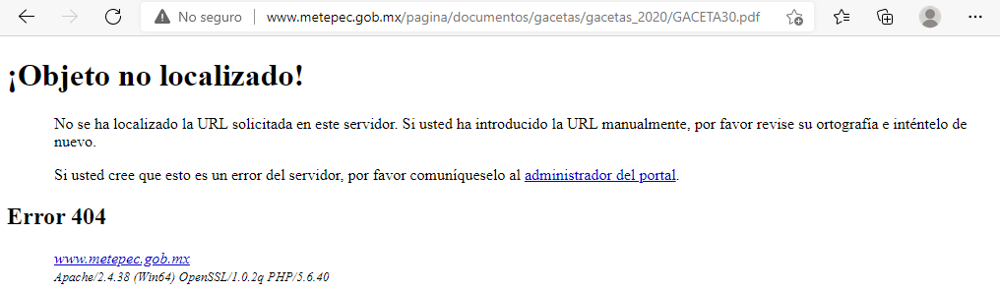 No seguro www.metepec.gob.mx/pagina/documentos/gacetas/gacetas_2020/GACETA30.pdf
¡Objeto no localizado!
No se ha localizado la URL solicitada en este servidor. Si usted ha introducido la URL manualmente, por favor revise su ortografía e inténtelo de
nuevo.
Si usted cree que esto es un error del servidor, por favor comuníqueselo al administrador del portal.
Error 404
www.metepec.gob.mx
Apache/2.4.38 (Win64) OpenSSL/1.0.2q PHP/5.6.40